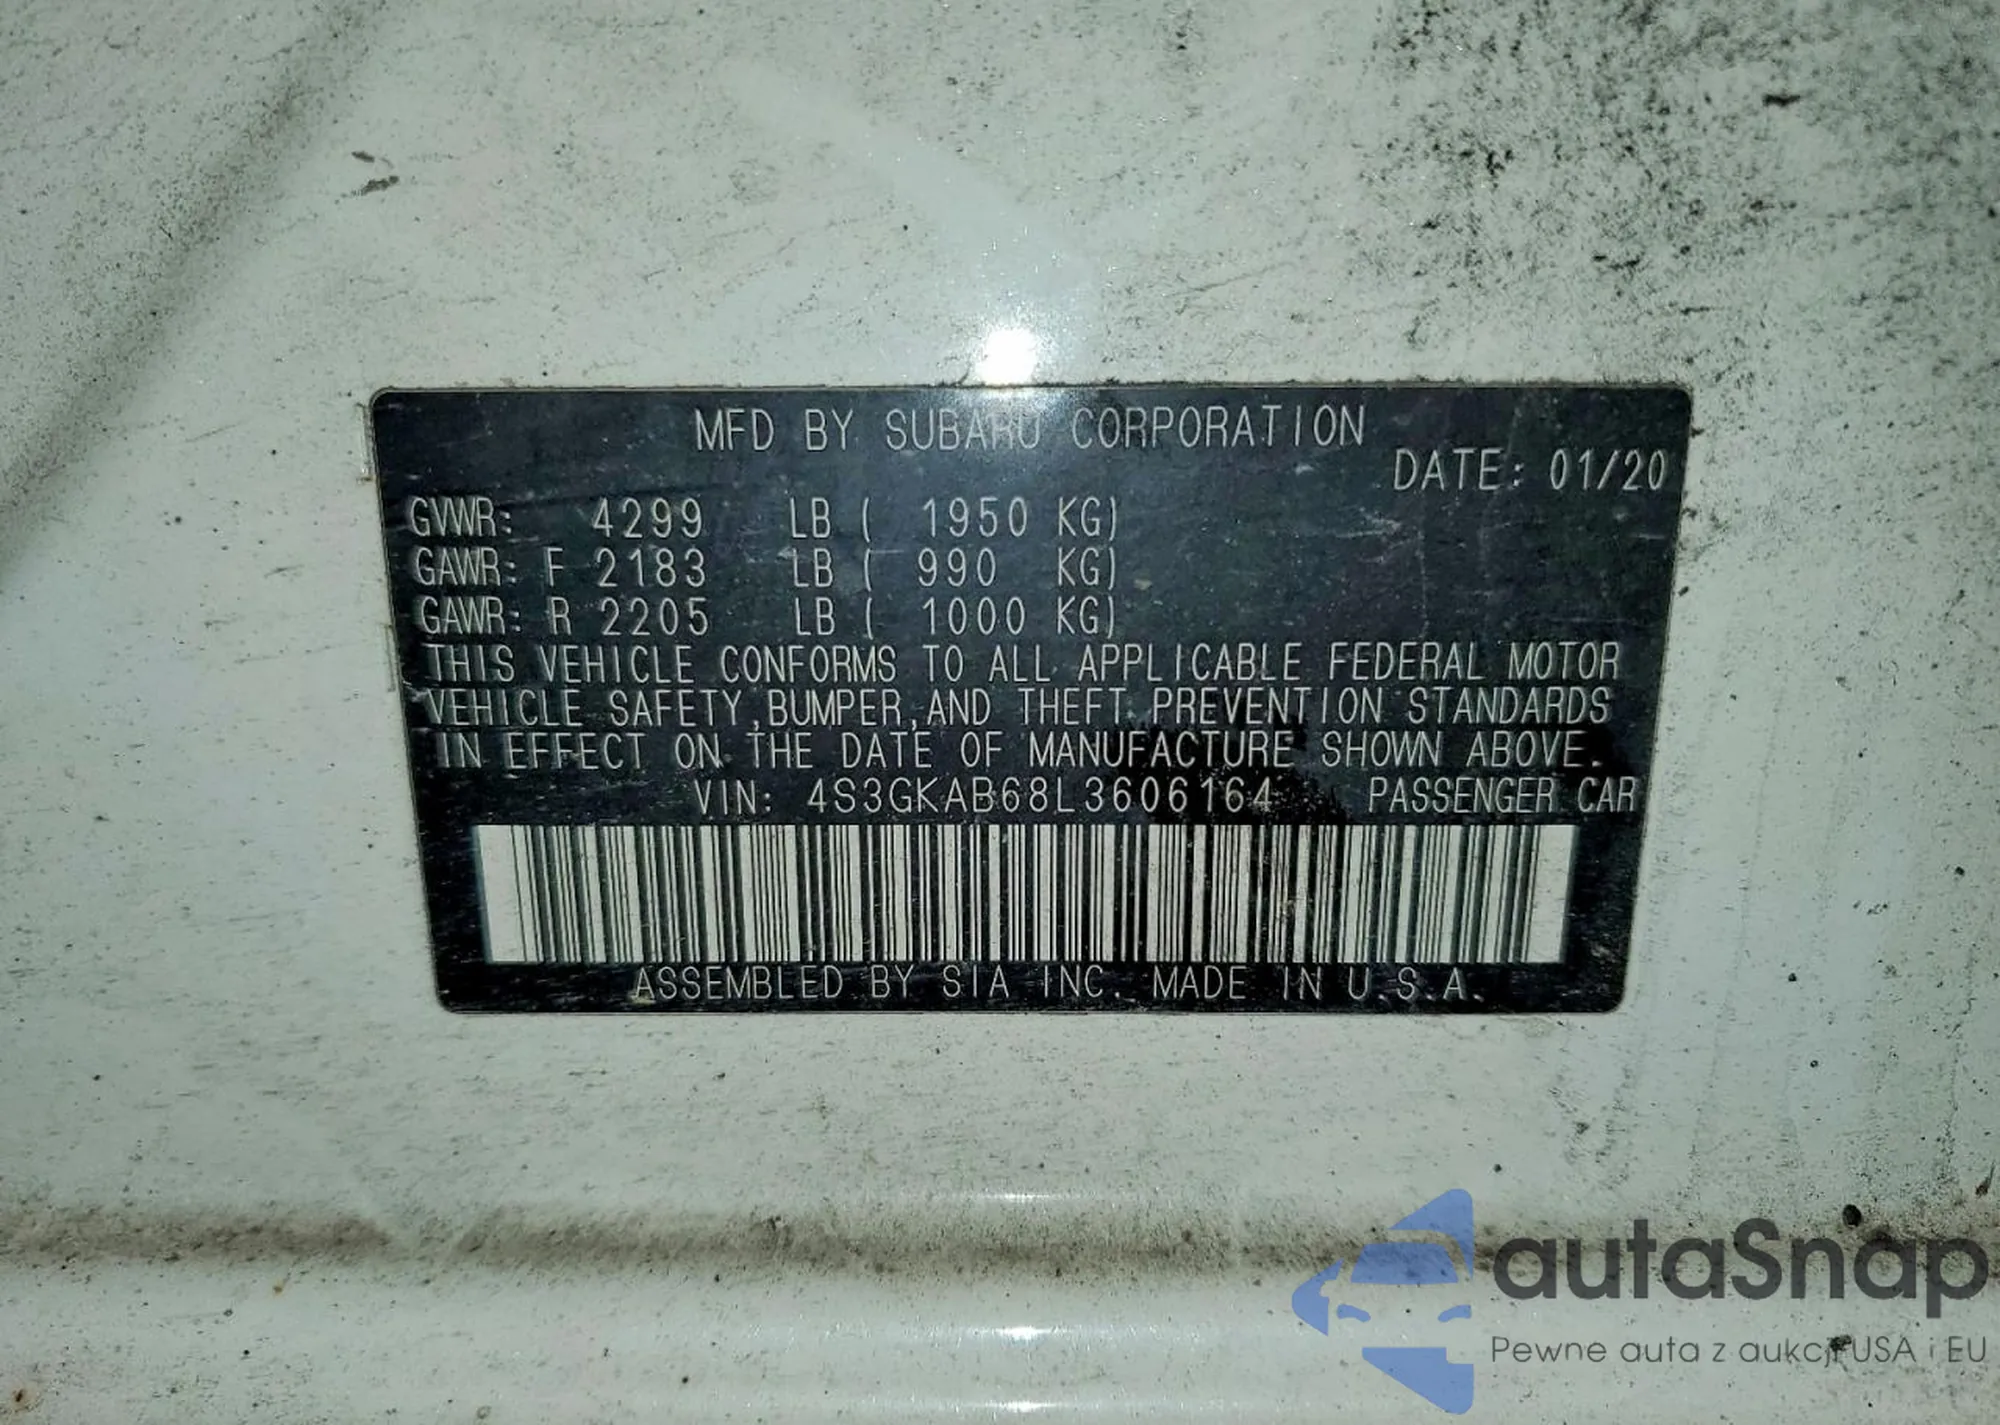 MFD BY SUBARU CORPORATION
DATE: 01/20
GVWR: 4299 LB ( 1950 KG)
GAWR: F 2183 LB ( 990 KG)
GAWR: R 2205 LB ( 1000 KG)
THIS VEHICLE CONFORMS TO ALL APPLICABLE FEDERAL MOTOR
VEHICLE SAFETY,BUMPER,AND THEFT PREVENTION STANDARDS
IN EFFECT ON THE DATE OF MANUFACTURE SHOWN ABOVE.
VIN: 4S3GKAB68L3606164 PASSENGER CAR
ASSEMBLED BY SIA INC. MADE IN U.S.A.
autaSnap
Pewne auta z aukcji USA i EU